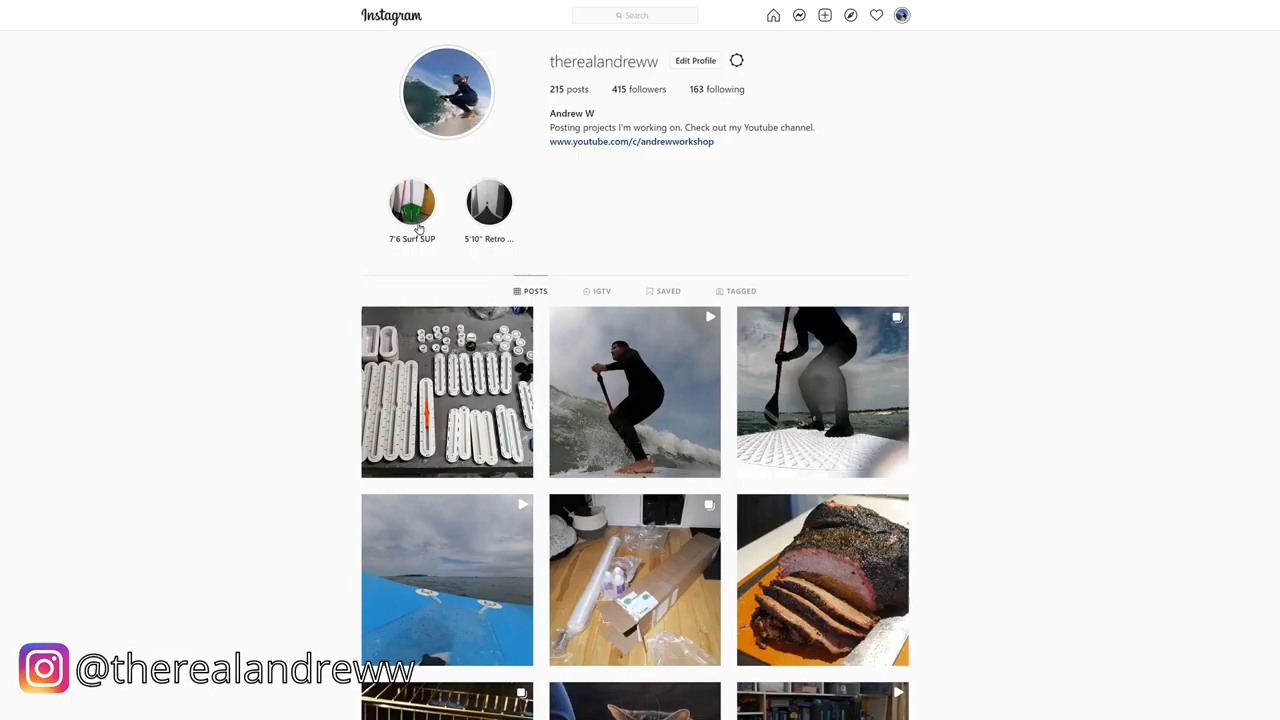 Instagram
Search
therealandreww
Edit Profile
215 posts
415 followers
163 following
Andrew W
Posting projects I'm working on. Check out my Youtube channel.
www.youtube.com/c/andrewworkshop
7'6 Surf SUP
5'10" Retro ...
POSTS
IGTV
SAVED
TAGGED
@therealandreww